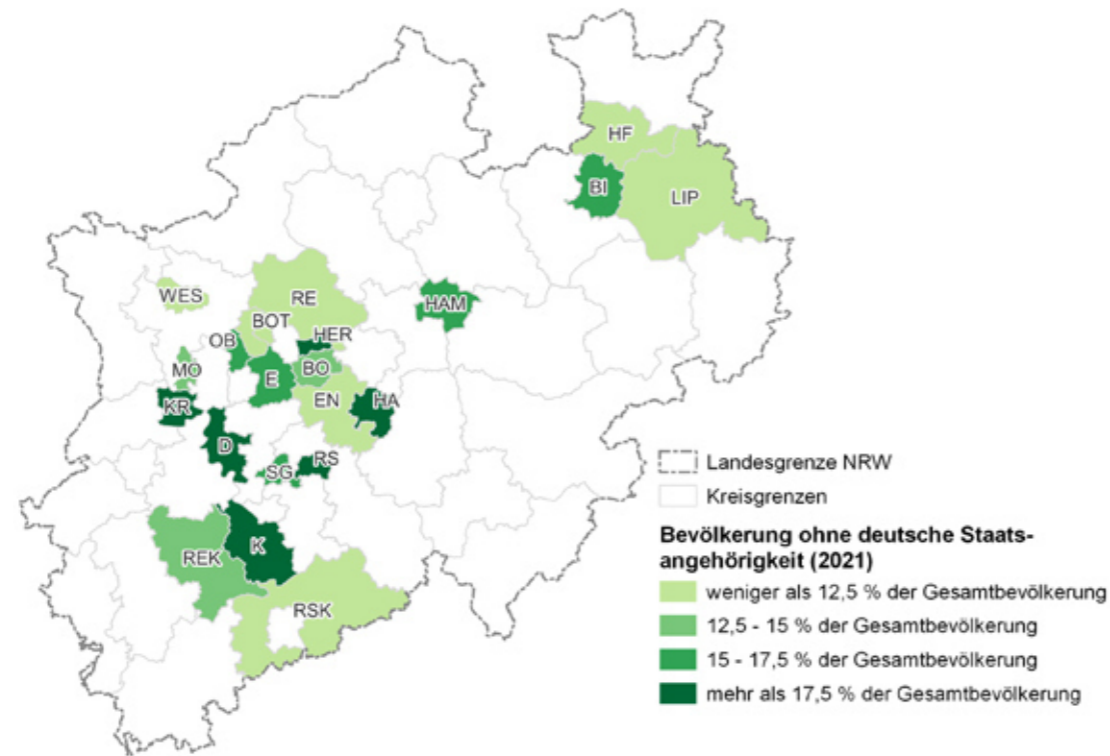 HF
BI
LIP
WES
RE
HAM
BOT
HER
OB
MO
E
BO
EN
HA
KR
D
SG
RS
REK
K
RSK
Landesgrenze NRW
Kreisgrenzen
Bevölkerung ohne deutsche Staats-
angehörigkeit (2021)
weniger als 12,5 % der Gesamtbevölkerung
12,5 - 15 % der Gesamtbevölkerung
15 - 17,5 % der Gesamtbevölkerung
mehr als 17,5 % der Gesamtbevölkerung